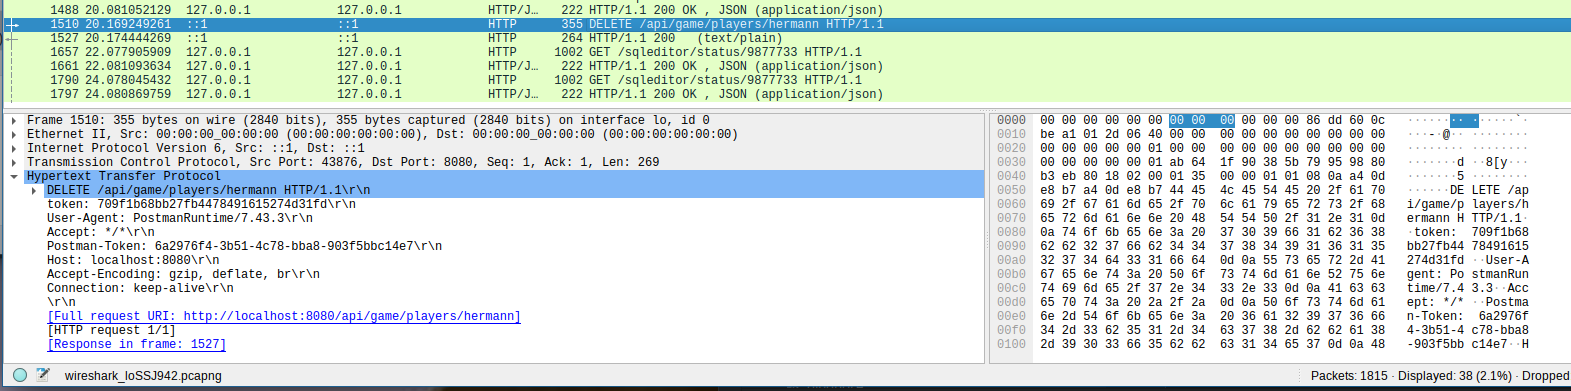 1488 20.081052129 127.0.0.1 127.0.0.1 HTTP/J… 222 HTTP/1.1 200 OK , JSON (application/json)
1510 20.169249261 ::1 ::1 HTTP 355 DELETE /api/game/players/hermann HTTP/1.1
1527 20.174444269 ::1 ::1 HTTP 264 HTTP/1.1 200 (text/plain)
1657 22.077905909 127.0.0.1 127.0.0.1 HTTP 1002 GET /sqleditor/status/9877733 HTTP/1.1
1661 22.081093634 127.0.0.1 127.0.0.1 HTTP/J… 222 HTTP/1.1 200 OK , JSON (application/json)
1790 24.078045432 127.0.0.1 127.0.0.1 HTTP 1002 GET /sqleditor/status/9877733 HTTP/1.1
1797 24.080869759 127.0.0.1 127.0.0.1 HTTP/J… 222 HTTP/1.1 200 OK , JSON (application/json)
Frame 1510: 355 bytes on wire (2840 bits), 355 bytes captured (2840 bits) on interface lo, id 0
Ethernet II, Src: 00:00:00_00:00:00 (00:00:00:00:00:00), Dst: 00:00:00_00:00:00 (00:00:00:00:00:00)
Internet Protocol Version 6, Src: ::1, Dst: ::1
Transmission Control Protocol, Src Port: 43876, Dst Port: 8080, Seq: 1, Ack: 1, Len: 269
Hypertext Transfer Protocol
DELETE /api/game/players/hermann HTTP/1.1\r\n
token: 709f1b68bb27fb4478491615274d31fd\r\n
User-Agent: PostmanRuntime/7.43.3\r\n
Accept: */*\r\n
Postman-Token: 6a2976f4-3b51-4c78-bba8-903f5bbc14e7\r\n
Host: localhost:8080\r\n
Accept-Encoding: gzip, deflate, br\r\n
Connection: keep-alive\r\n
\r\n
[Full request URI: http://localhost:8080/api/game/players/hermann]
[HTTP request 1/1]
[Response in frame: 1527]
0000 00 00 00 00 00 00 00 00 00 00 00 00 86 dd 60 0c ··············`·
0010 be a1 01 2d 06 40 00 00 00 00 00 00 00 00 00 00 ···-·@··········
0020 00 00 00 00 00 01 00 00 00 00 00 00 00 00 00 00 ················
0030 00 00 00 00 00 01 ab 64 1f 90 38 5b 79 95 98 80 ·······d··8[y···
0040 b3 eb 80 18 02 00 01 35 00 00 01 01 08 0a a4 0d ·······5········
0050 e8 b7 a4 0d e8 b7 44 45 4c 45 54 45 20 2f 61 70 ······DELETE /ap
0060 69 2f 67 61 6d 65 2f 70 6c 61 79 65 72 73 2f 68 i/game/players/h
0070 65 72 6d 61 6e 6e 20 48 54 54 50 2f 31 2e 31 0d ermann HTTP/1.1·
0080 0a 74 6f 6b 65 6e 3a 20 37 30 39 66 31 62 36 38 ·token: 709f1b68
0090 62 62 32 37 66 62 34 34 37 38 34 39 31 36 31 35 bb27fb4478491615
00a0 32 37 34 64 33 31 66 64 0d 0a 55 73 65 72 2d 41 274d31fd··User-A
00b0 67 65 6e 74 3a 20 50 6f 73 74 6d 61 6e 52 75 6e gent: PostmanRun
00c0 74 69 6d 65 2f 37 2e 34 33 2e 33 0d 0a 41 63 63 time/7.43.3··Acc
00d0 65 70 74 3a 20 2a 2f 2a 0d 0a 50 6f 73 74 6d 61 ept: */*··Postma
00e0 6e 2d 54 6f 6b 65 6e 3a 20 36 61 32 39 37 36 66 n-Token: 6a2976f
00f0 34 2d 33 62 35 31 2d 34 63 37 38 2d 62 62 61 38 4-3b51-4c78-bba8
0100 2d 39 30 33 66 35 62 62 63 31 34 65 37 0d 0a 48 -903f5bbc14e7··H
wireshark_loSSJ942.pcapng Packets: 1815 · Displayed: 38 (2.1%) · Dropped